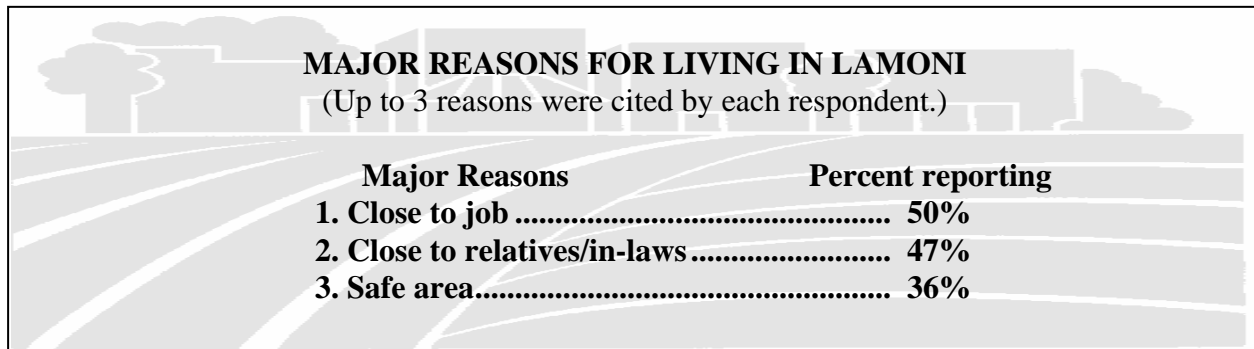 MAJOR REASONS FOR LIVING IN LAMONI
(Up to 3 reasons were cited by each respondent.)
Major Reasons Percent reporting
1. Close to job ............................................................ 50%
2. Close to relatives/in-laws ............................... 47%
3. Safe area.................................................................. 36%